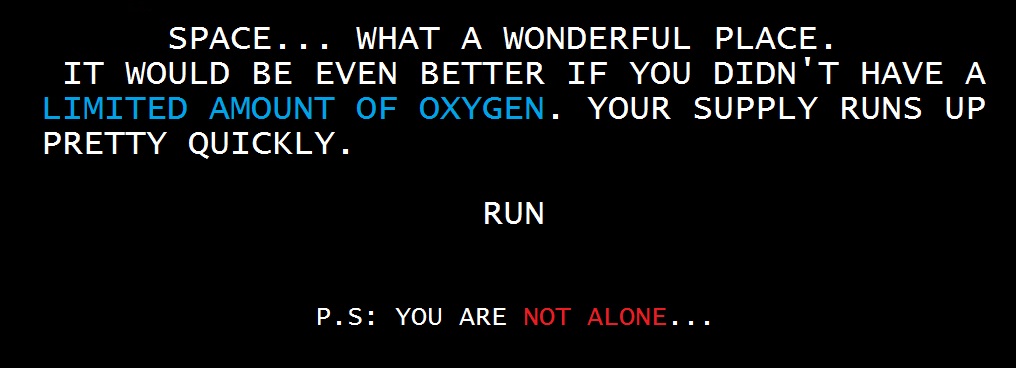 SPACE... WHAT A WONDERFUL PLACE.
IT WOULD BE EVEN BETTER IF YOU DIDN'T HAVE A
LIMITED AMOUNT OF OXYGEN. YOUR SUPPLY RUNS UP
PRETTY QUICKLY.
RUN
P.S: YOU ARE NOT ALONE...